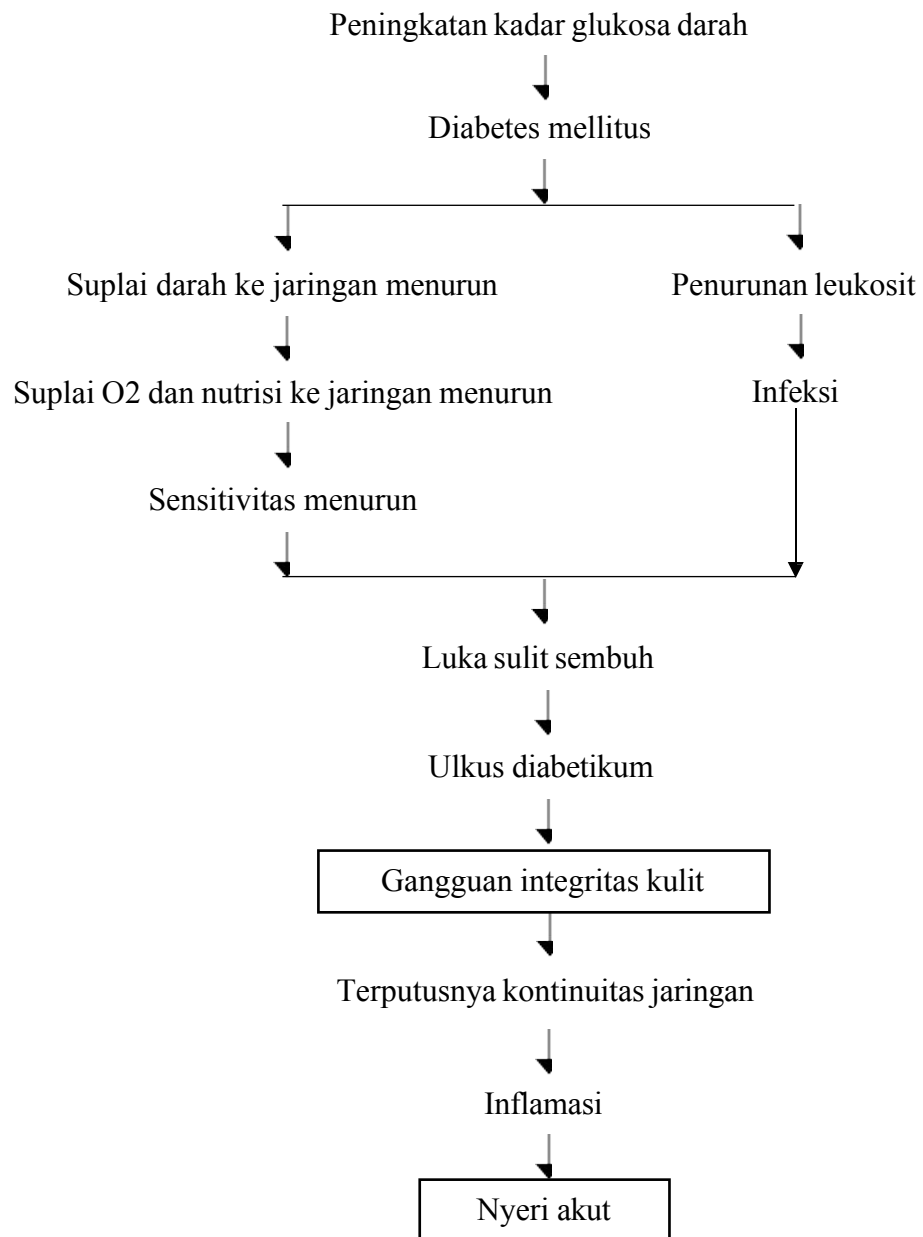 Peningkatan kadar glukosa darah
Diabetes mellitus
Suplai darah ke jaringan menurun
Penurunan leukosit
Suplai O2 dan nutrisi ke jaringan menurun
Infeksi
Sensitivitas menurun
Luka sulit sembuh
Ulkus diabetikum
Gangguan integritas kulit
Terputusnya kontinuitas jaringan
Inflamasi
Nyeri akut